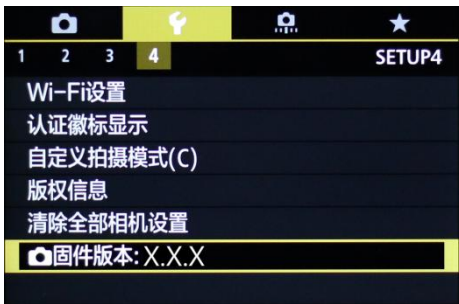 1 2 3 4 SETUP4
Wi-Fi设置
认证徽标显示
自定义拍摄模式(C)
版权信息
清除全部相机设置
固件版本: X.X.X